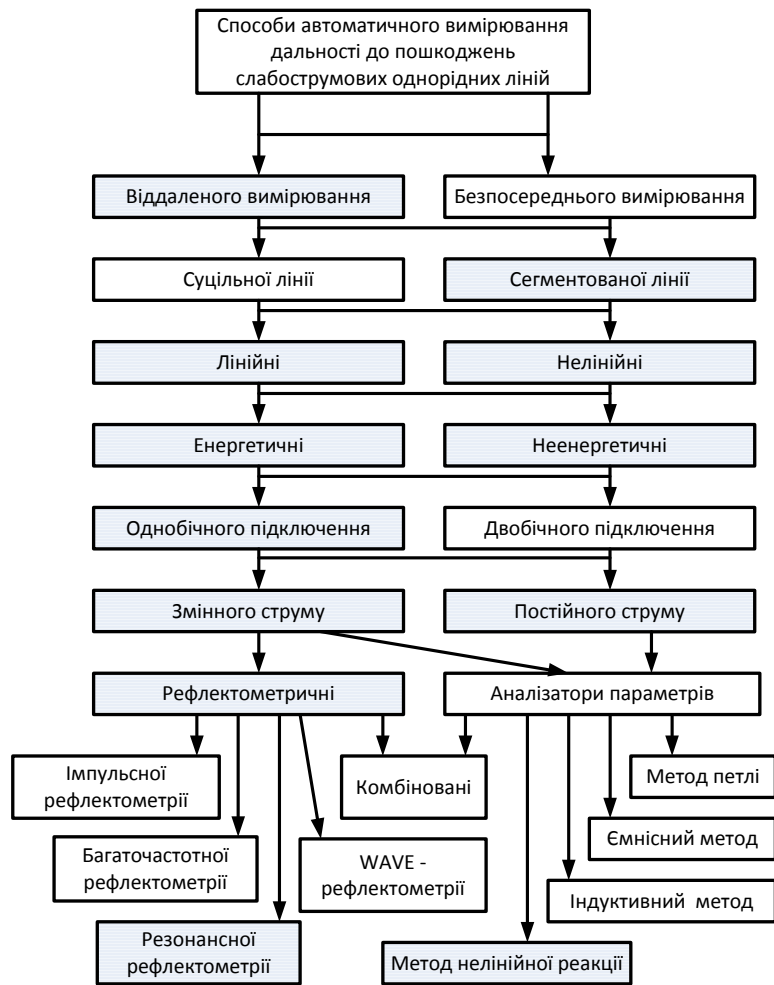 Способи автоматичного вимірювання
дальності до пошкоджень
слабострумових однорідних ліній
Віддаленого вимірювання
Безпосереднього вимірювання
Суцільної лінії
Сегментованої лінії
Лінійні
Нелінійні
Енергетичні
Неенергетичні
Однобічного підключення
Двобічного підключення
Змінного струму
Постійного струму
Рефлектометричні
Аналізатори параметрів
Імпульсної
рефлектометрії
Комбіновані
Метод петлі
Багаточастотної
рефлектометрії
WAVE -
рефлектометрії
Ємнісний метод
Індуктивний метод
Резонансної
рефлектометрії
Метод нелінійної реакції